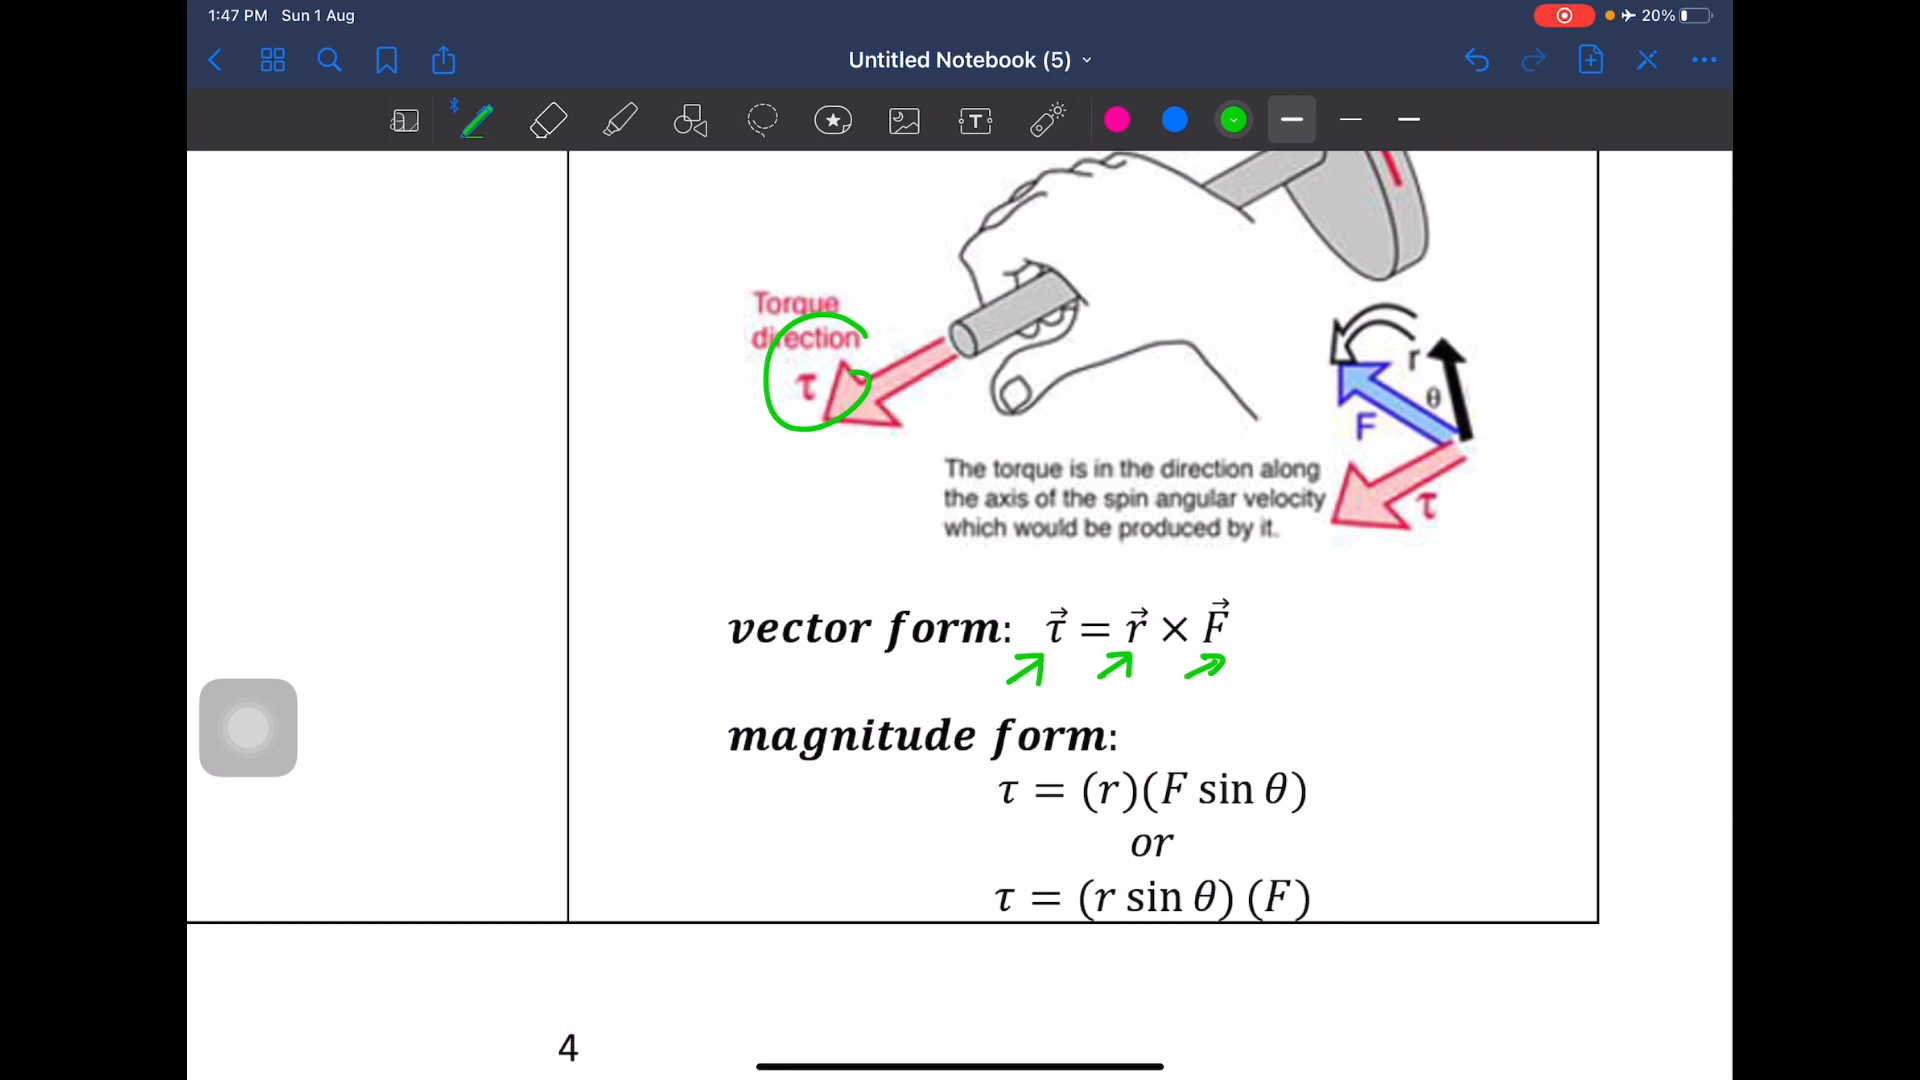 1:47 PM Sun 1 Aug
20%
Untitled Notebook (5)
T
Torque
direction
τ
r
θ
F
τ
The torque is in the direction along
the axis of the spin angular velocity
which would be produced by it.
vector form: τ⃗ = r⃗ × F⃗
magnitude form:
τ = (r)(F sin θ)
or
τ = (r sin θ) (F)
4